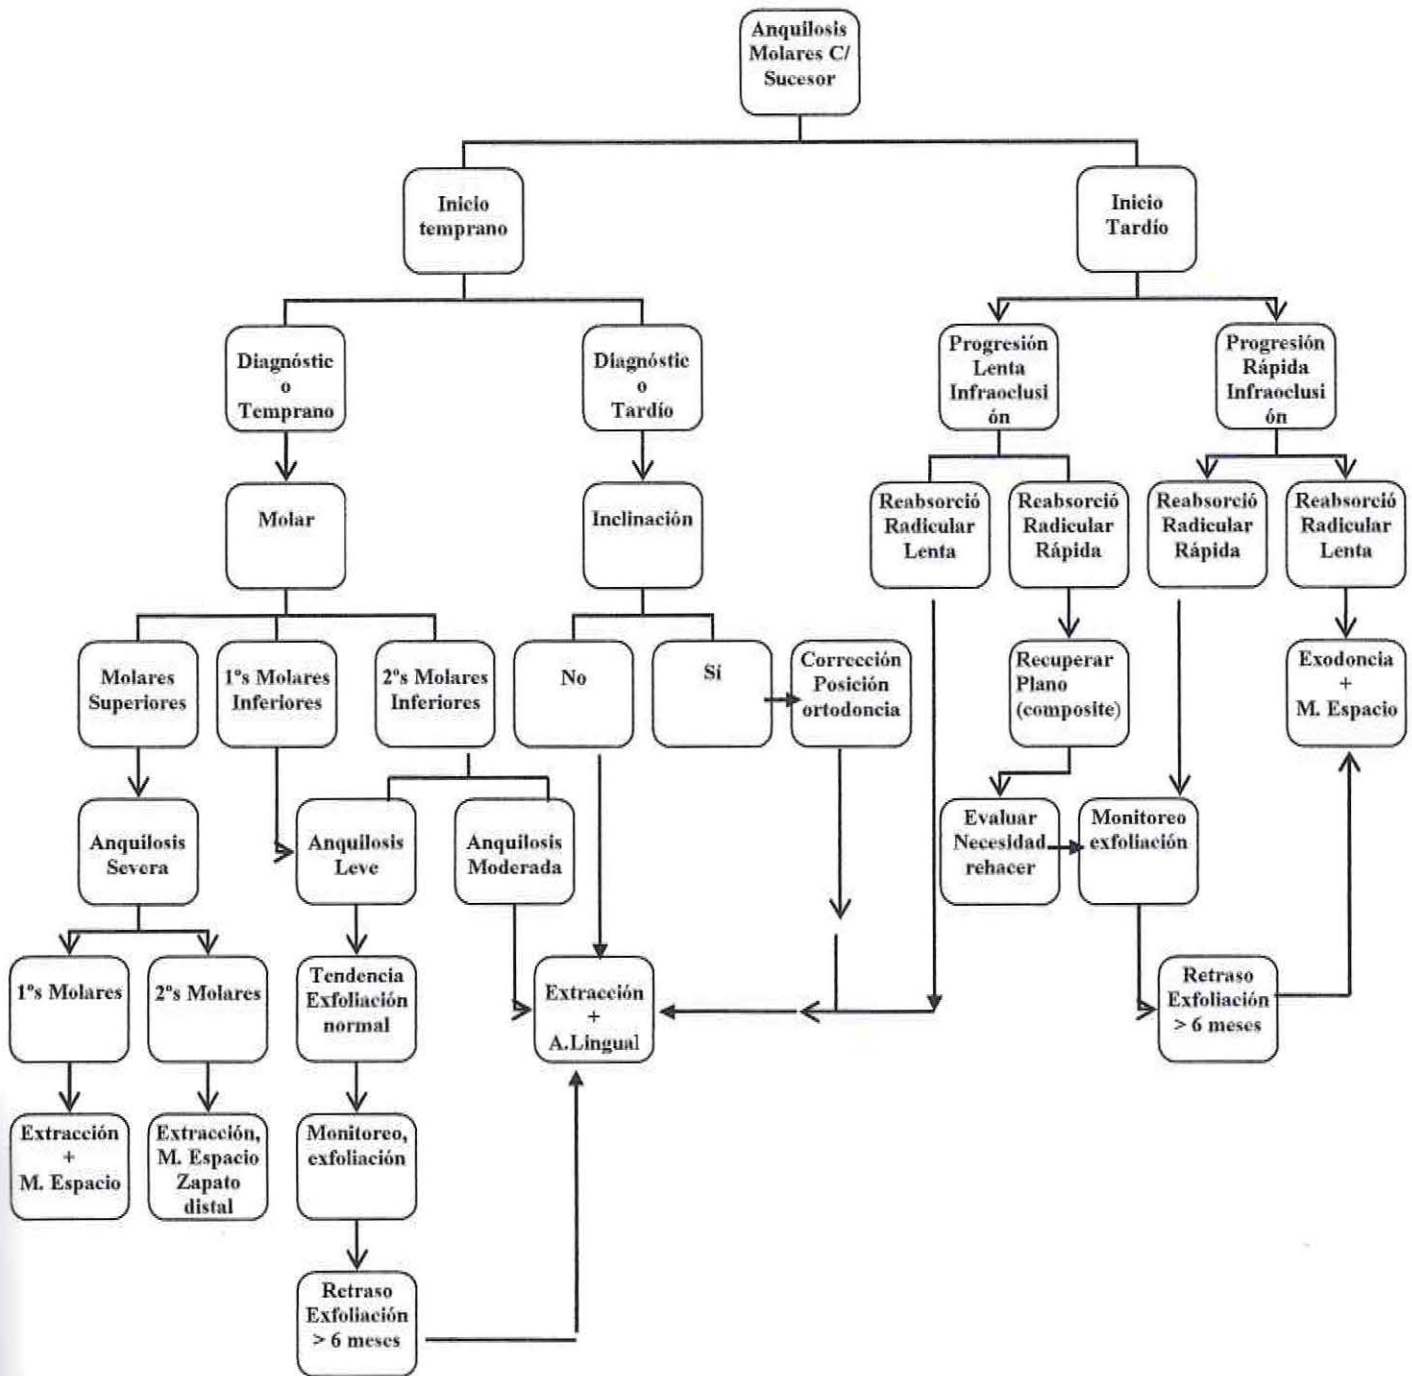 Anquilosis
Molares C/
Sucesor
Inicio
temprano
Inicio
Tardío
Diagnóstic
o
Temprano
Diagnóstic
o
Tardío
Progresión
Lenta
Infraoclusi
ón
Progresión
Rápida
Infraoclusi
ón
Molar
Inclinación
Reabsorció
Radicular
Lenta
Reabsorció
Radicular
Rápida
Reabsorció
Radicular
Rápida
Reabsorció
Radicular
Lenta
Molares
Superiores
1ºs Molares
Inferiores
2ºs Molares
Inferiores
No
Sí
Corrección
Posición
ortodoncia
Recuperar
Plano
(composite)
Exodoncia
+
M. Espacio
Anquilosis
Severa
Anquilosis
Leve
Anquilosis
Moderada
Evaluar
Necesidad
rehacer
Monitoreo
exfoliación
1ºs Molares
2ºs Molares
Tendencia
Exfoliación
normal
Extracción
+
A.Lingual
Retraso
Exfoliación
> 6 meses
Extracción
+
M. Espacio
Extracción,
M. Espacio
Zapato
distal
Monitoreo,
exfoliación
Retraso
Exfoliación
> 6 meses